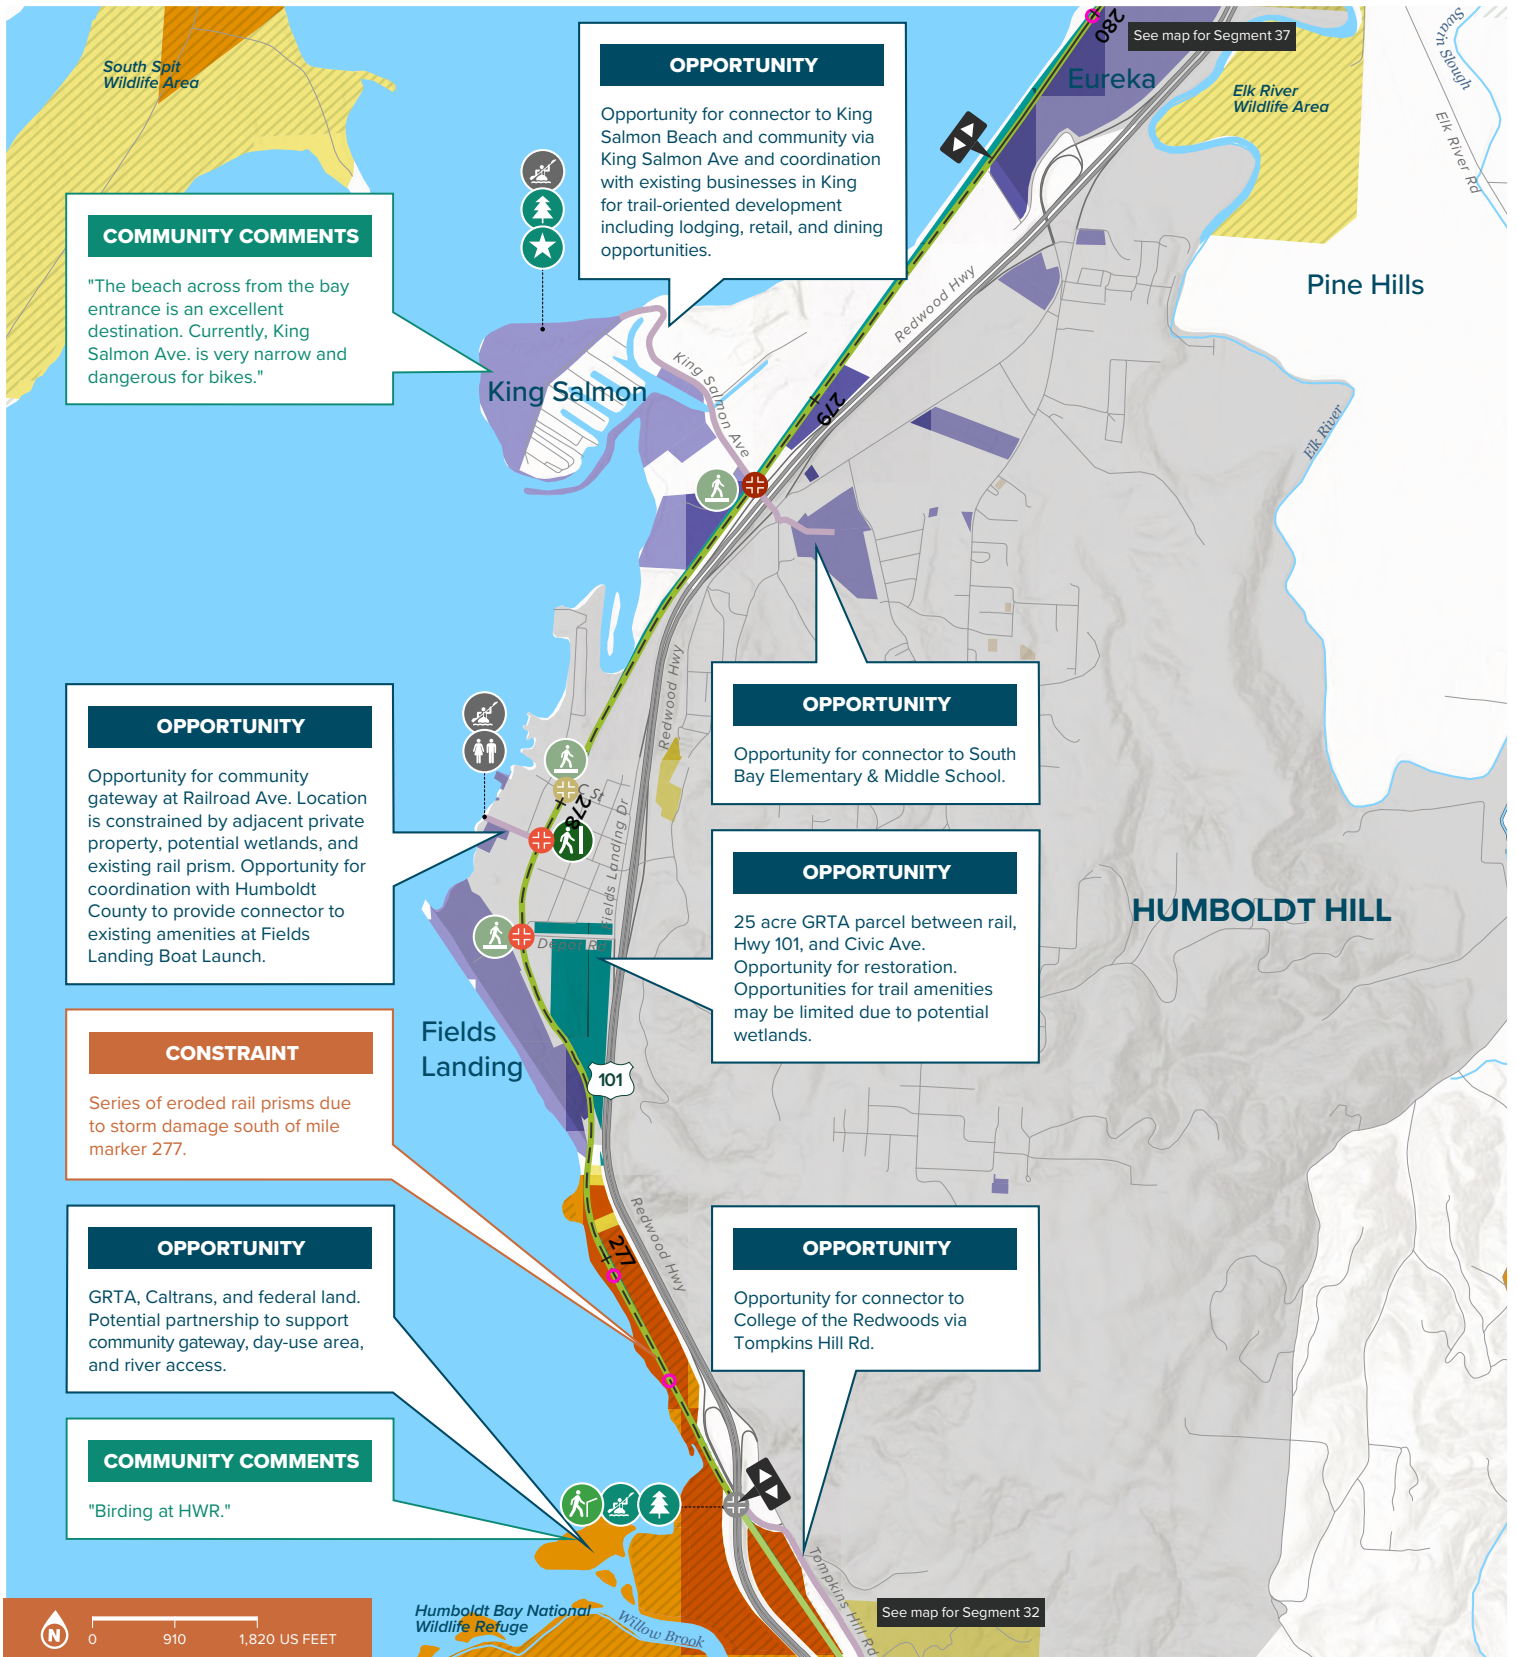 280
See map for Segment 37
Eureka
South Spit
Wildlife Area
Elk River
Wildlife Area
Swain Slough
Elk River Rd
OPPORTUNITY
Opportunity for connector to King
Salmon Beach and community via
King Salmon Ave and coordination
with existing businesses in King
for trail-oriented development
including lodging, retail, and dining
opportunities.
COMMUNITY COMMENTS
"The beach across from the bay
entrance is an excellent
destination. Currently, King
Salmon Ave. is very narrow and
dangerous for bikes."
Pine Hills
Redwood Hwy
King Salmon
King Salmon Ave
279
Elk River
Redwood Hwy
OPPORTUNITY
Opportunity for connector to South
Bay Elementary & Middle School.
OPPORTUNITY
Opportunity for community
gateway at Railroad Ave. Location
is constrained by adjacent private
property, potential wetlands, and
existing rail prism. Opportunity for
coordination with Humboldt
County to provide connector to
existing amenities at Fields
Landing Boat Launch.
C St
278
Fields Landing Dr
Depot Rd
OPPORTUNITY
25 acre GRTA parcel between rail,
Hwy 101, and Civic Ave.
Opportunity for restoration.
Opportunities for trail amenities
may be limited due to potential
wetlands.
HUMBOLDT HILL
Fields
Landing
101
CONSTRAINT
Series of eroded rail prisms due
to storm damage south of mile
marker 277.
277
Redwood Hwy
OPPORTUNITY
GRTA, Caltrans, and federal land.
Potential partnership to support
community gateway, day-use area,
and river access.
OPPORTUNITY
Opportunity for connector to
College of the Redwoods via
Tompkins Hill Rd.
COMMUNITY COMMENTS
"Birding at HWR."
Tompkins Hill Rd
Humboldt Bay National
Wildlife Refuge
Willow Brook
See map for Segment 32
N
0 910 1,820 US FEET